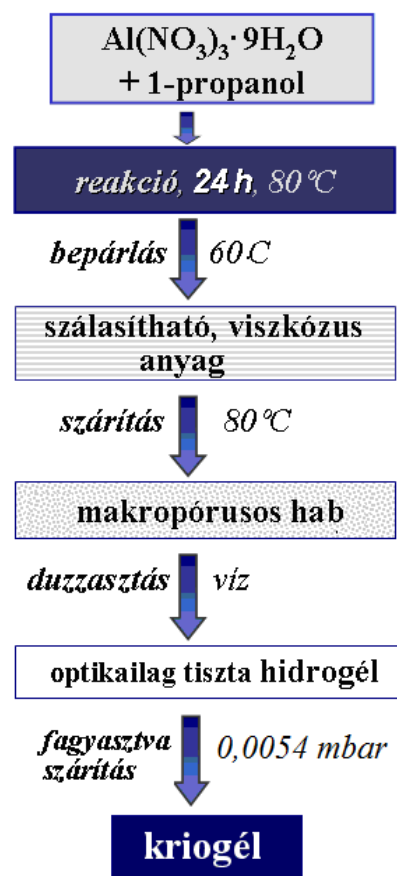 Al(NO₃)₃· 9H₂O
+ 1-propanol
reakció, 24 h, 80 °C
bepárlás 60·C
szálasítható, viszkózus
anyag
szárítás 80 °C
makropórusos hab
duzzasztás víz
optikailag tiszta hidrogél
fagyasztva
szárítás 0,0054 mbar
kriogél